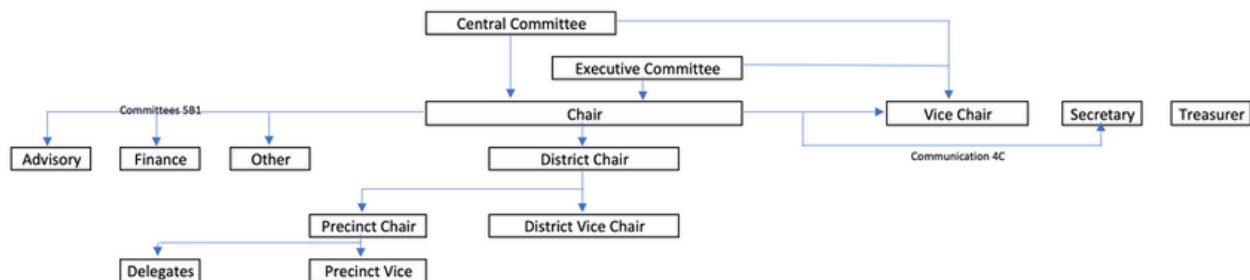 Central Committee
Executive Committee
Committees 5B1
Chair
Vice Chair
Secretary
Treasurer
Advisory
Finance
Other
District Chair
Communication 4C
Precinct Chair
District Vice Chair
Delegates
Precinct Vice